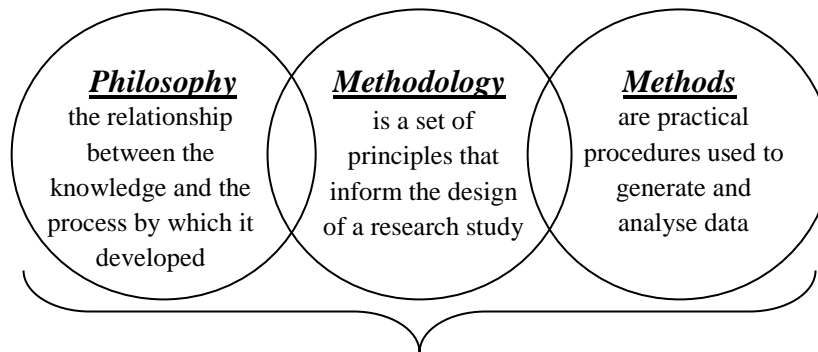 Philosophy
the relationship
between the
knowledge and the
process by which it
developed
Methodology
is a set of
principles that
inform the design
of a research study
Methods
are practical
procedures used to
generate and
analyse data